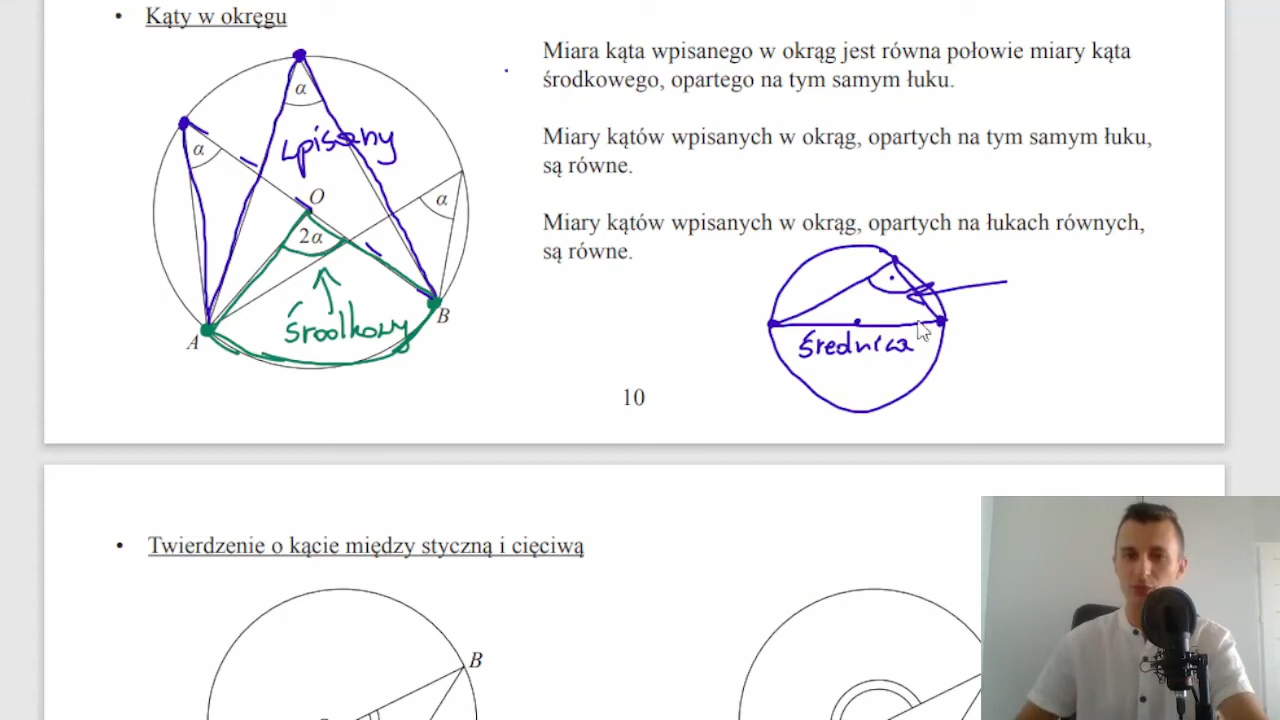 • Kąty w okręgu
Miara kąta wpisanego w okrąg jest równa połowie miary kąta
środkowego, opartego na tym samym łuku.
Miary kątów wpisanych w okrąg, opartych na tym samym łuku,
są równe.
Miary kątów wpisanych w okrąg, opartych na łukach równych,
są równe.
α
α
wpisany
α
O
2α
środkowy
A
B
średnica
10
• Twierdzenie o kącie między styczną i cięciwą
B